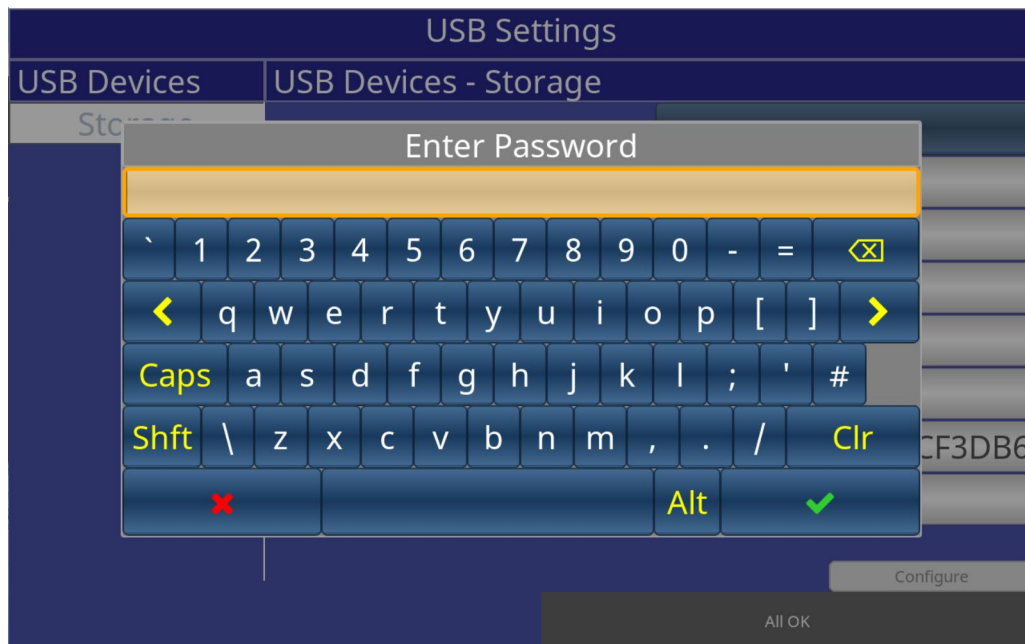 USB Settings
USB Devices
USB Devices - Storage
Storage
Enter Password
` 1 2 3 4 5 6 7 8 9 0 - =
q w e r t y u i o p [ ]
Caps a s d f g h j k l ; ' #
Shft \ z x c v b n m , . / Clr
CF3DB6
Alt
Configure
All OK